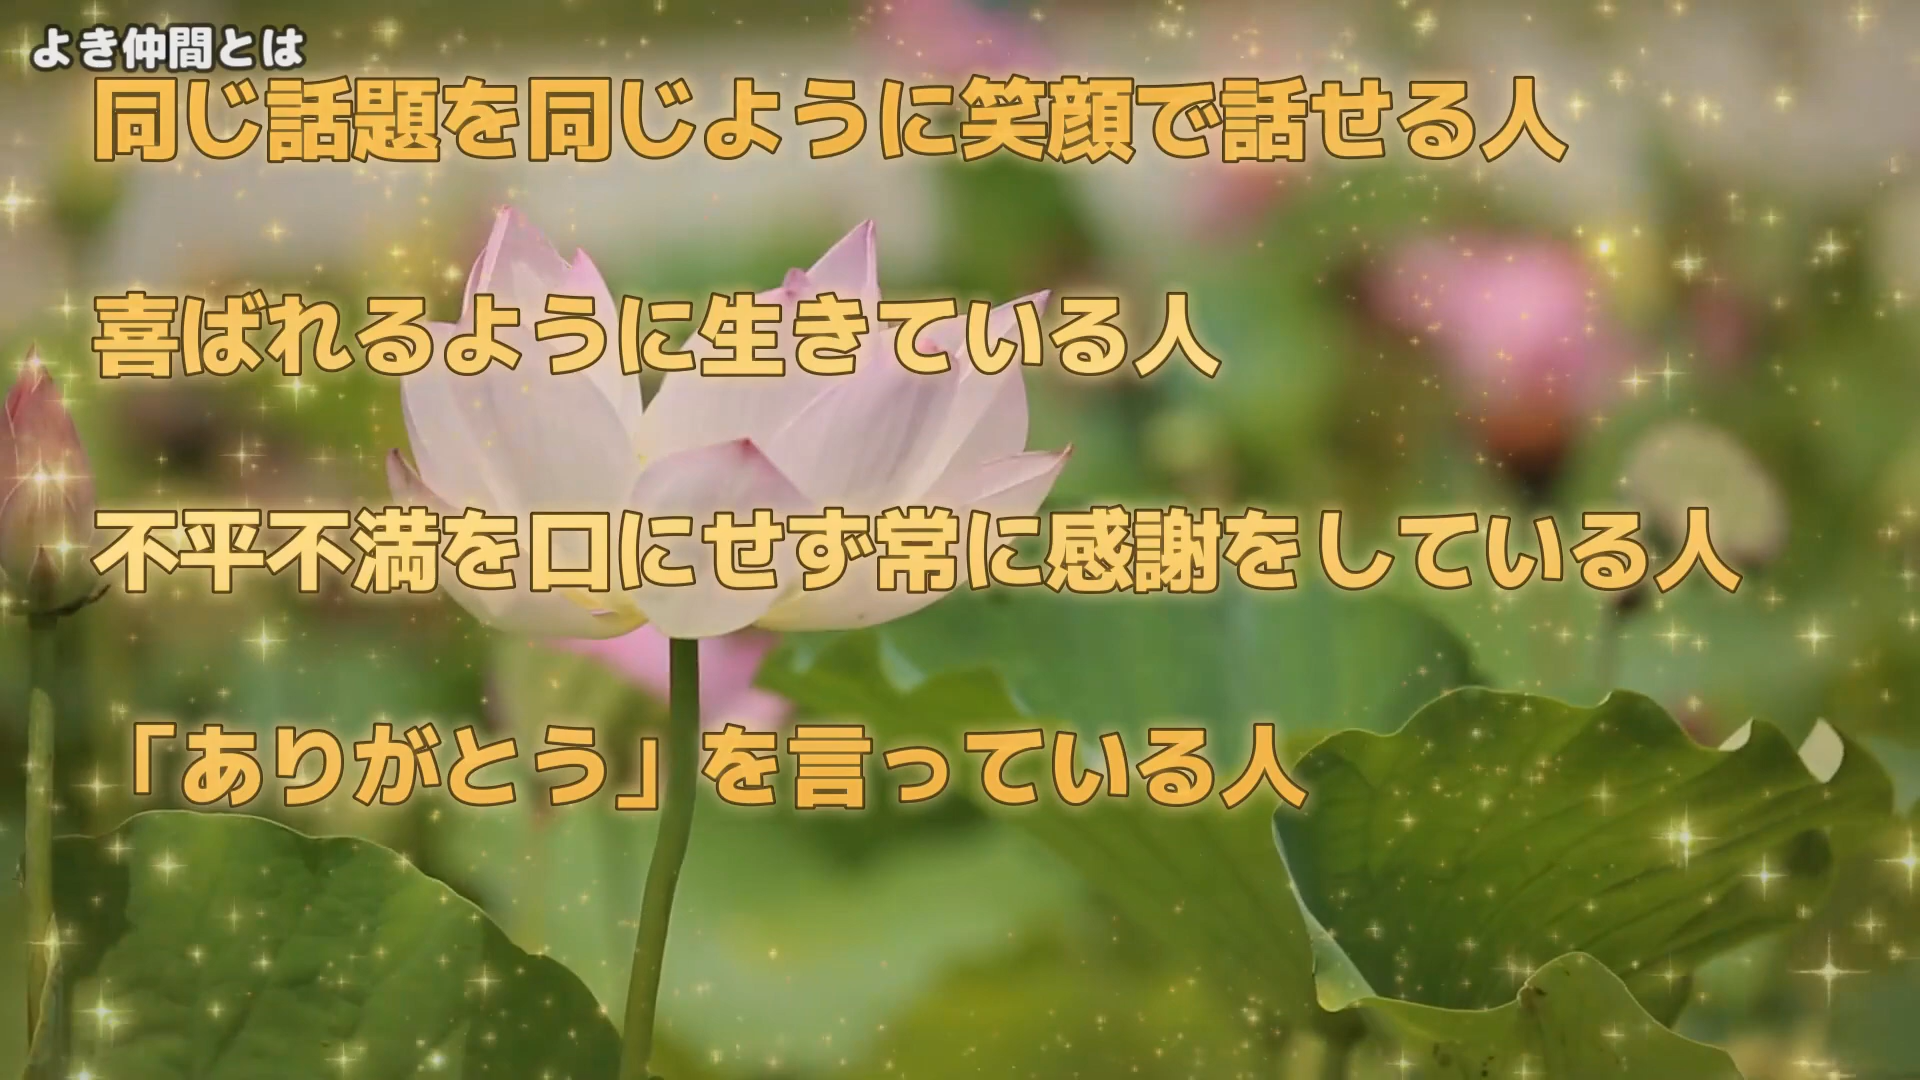 よき仲間とは
同じ話題を同じように笑顔で話せる人
喜ばれるように生きている人
不平不満を口にせず常に感謝をしている人
「ありがとう」を言っている人